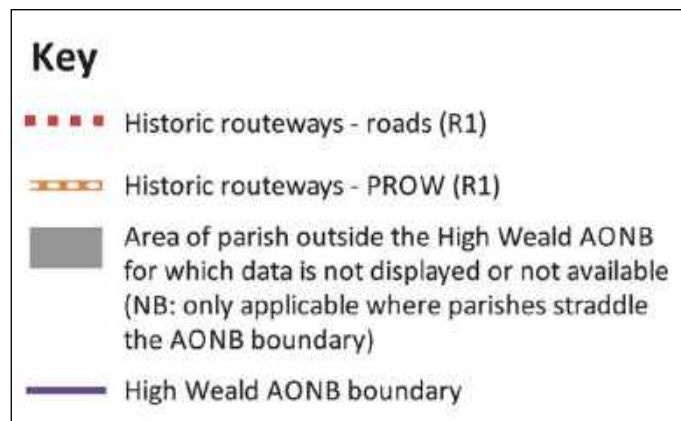 Key
Historic routeways - roads (R1)
Historic routeways - PROW (R1)
Area of parish outside the High Weald AONB
for which data is not displayed or not available
(NB: only applicable where parishes straddle
the AONB boundary)
High Weald AONB boundary